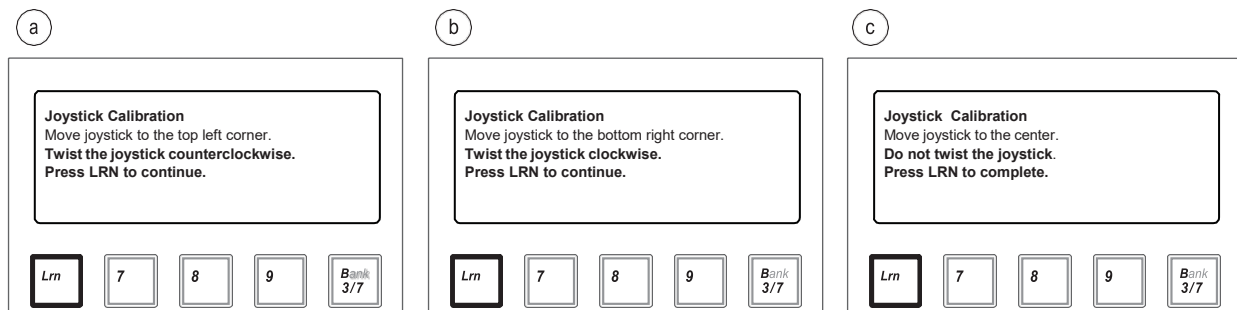 a
Joystick Calibration
Move joystick to the top left corner.
Twist the joystick counterclockwise.
Press LRN to continue.
Lrn
7
8
9
Bank
3/7
b
Joystick Calibration
Move joystick to the bottom right corner.
Twist the joystick clockwise.
Press LRN to continue.
Lrn
7
8
9
Bank
3/7
c
Joystick Calibration
Move joystick to the center.
Do not twist the joystick.
Press LRN to complete.
Lrn
7
8
9
Bank
3/7